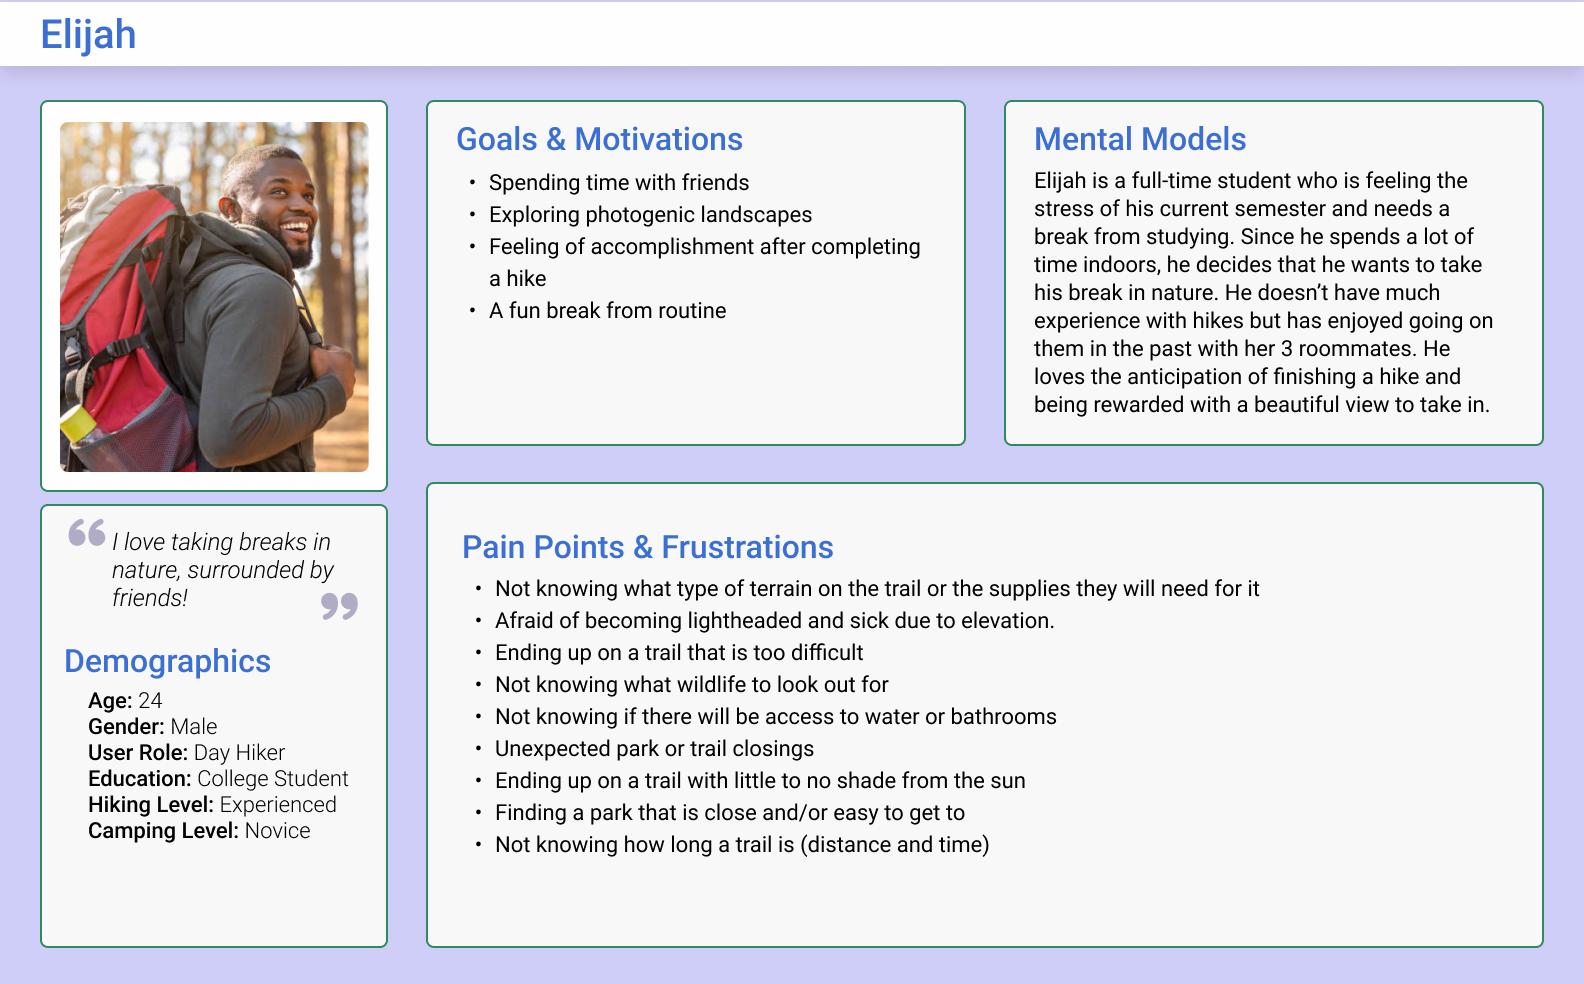 Elijah
Goals & Motivations
• Spending time with friends
• Exploring photogenic landscapes
• Feeling of accomplishment after completing
a hike
• A fun break from routine
Mental Models
Elijah is a full-time student who is feeling the
stress of his current semester and needs a
break from studying. Since he spends a lot of
time indoors, he decides that he wants to take
his break in nature. He doesn’t have much
experience with hikes but has enjoyed going on
them in the past with her 3 roommates. He
loves the anticipation of finishing a hike and
being rewarded with a beautiful view to take in.
“ I love taking breaks in
nature, surrounded by
friends! ”
Demographics
Age: 24
Gender: Male
User Role: Day Hiker
Education: College Student
Hiking Level: Experienced
Camping Level: Novice
Pain Points & Frustrations
• Not knowing what type of terrain on the trail or the supplies they will need for it
• Afraid of becoming lightheaded and sick due to elevation.
• Ending up on a trail that is too difficult
• Not knowing what wildlife to look out for
• Not knowing if there will be access to water or bathrooms
• Unexpected park or trail closings
• Ending up on a trail with little to no shade from the sun
• Finding a park that is close and/or easy to get to
• Not knowing how long a trail is (distance and time)